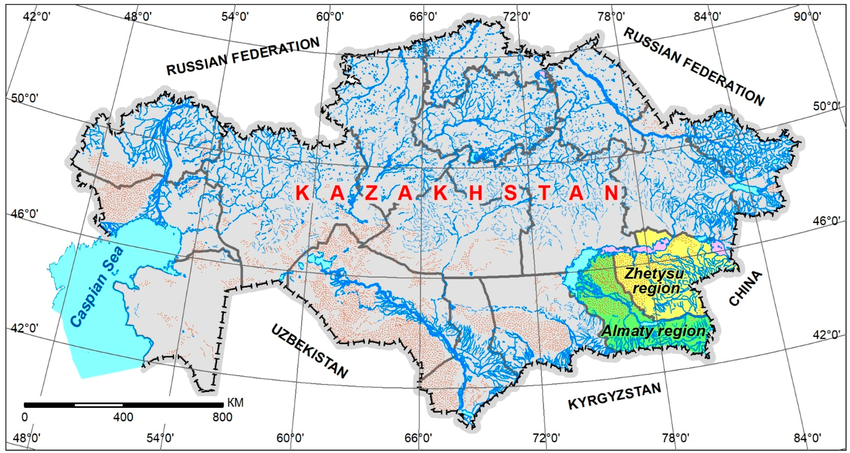 42°0' 48°0' 54°0' 60°0' 66°0' 72°0' 78°0' 84°0' 90°0'
RUSSIAN FEDERATION
RUSSIAN FEDERATION
50°0' 50°0'
KAZAKHSTAN
46°0' 46°0'
Caspian Sea
Zhetysu
region
CHINA
Almaty region
42°0' 42°0'
UZBEKISTAN
KYRGYZSTAN
KM
0 400 800
48°0' 54°0' 60°0' 66°0' 72°0' 78°0' 84°0'